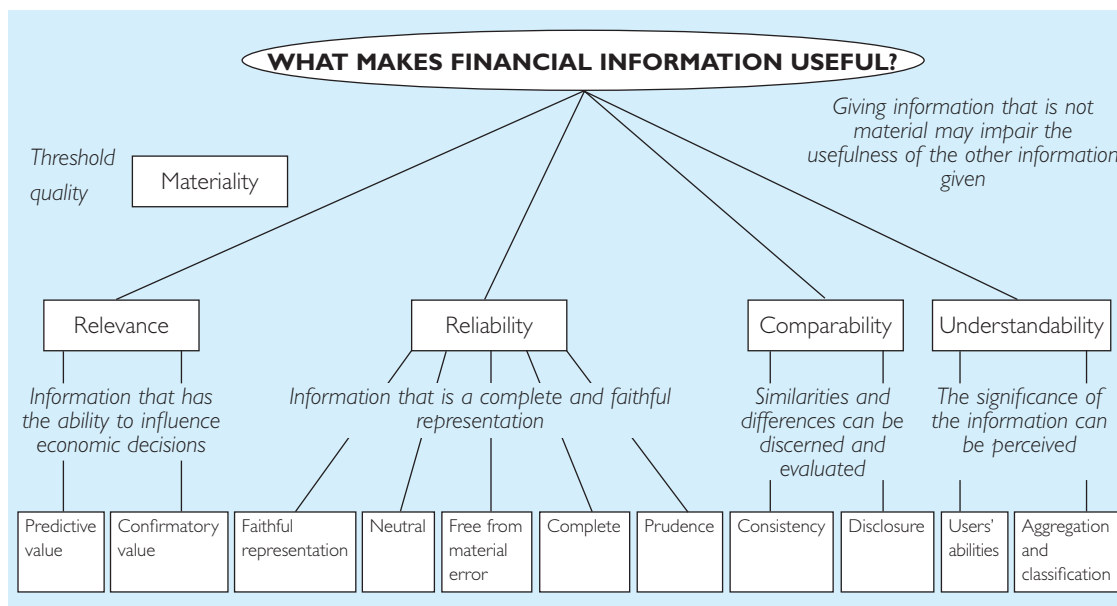 WHAT MAKES FINANCIAL INFORMATION USEFUL?
Giving information that is not
material may impair the
usefulness of the other information
given
Threshold
quality
Materiality
Relevance
Reliability
Comparability
Understandability
Information that has
the ability to influence
economic decisions
Information that is a complete and faithful
representation
Similarities and
differences can be
discerned and
evaluated
The significance of
the information can
be perceived
Predictive
value
Confirmatory
value
Faithful
representation
Neutral
Free from
material
error
Complete
Prudence
Consistency
Disclosure
Users'
abilities
Aggregation
and
classification